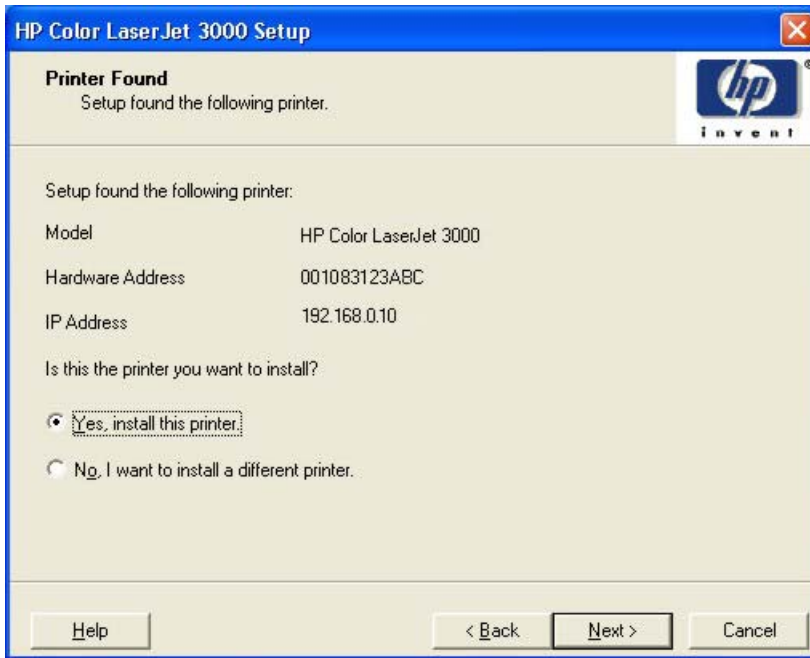 HP Color LaserJet 3000 Setup
Printer Found
Setup found the following printer.
hp
®
invent
Setup found the following printer:
Model HP Color LaserJet 3000
Hardware Address 001083123ABC
IP Address 192.168.0.10
Is this the printer you want to install?
Yes, install this printer.
No, I want to install a different printer.
Help < Back Next > Cancel